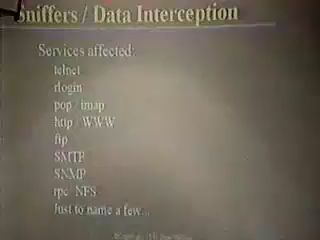 Sniffers / Data Interception
Services affected:
telnet
rlogin
pop / imap
http / WWW
ftp
SMTP
SNMP
rpc / NFS
Just to name a few...